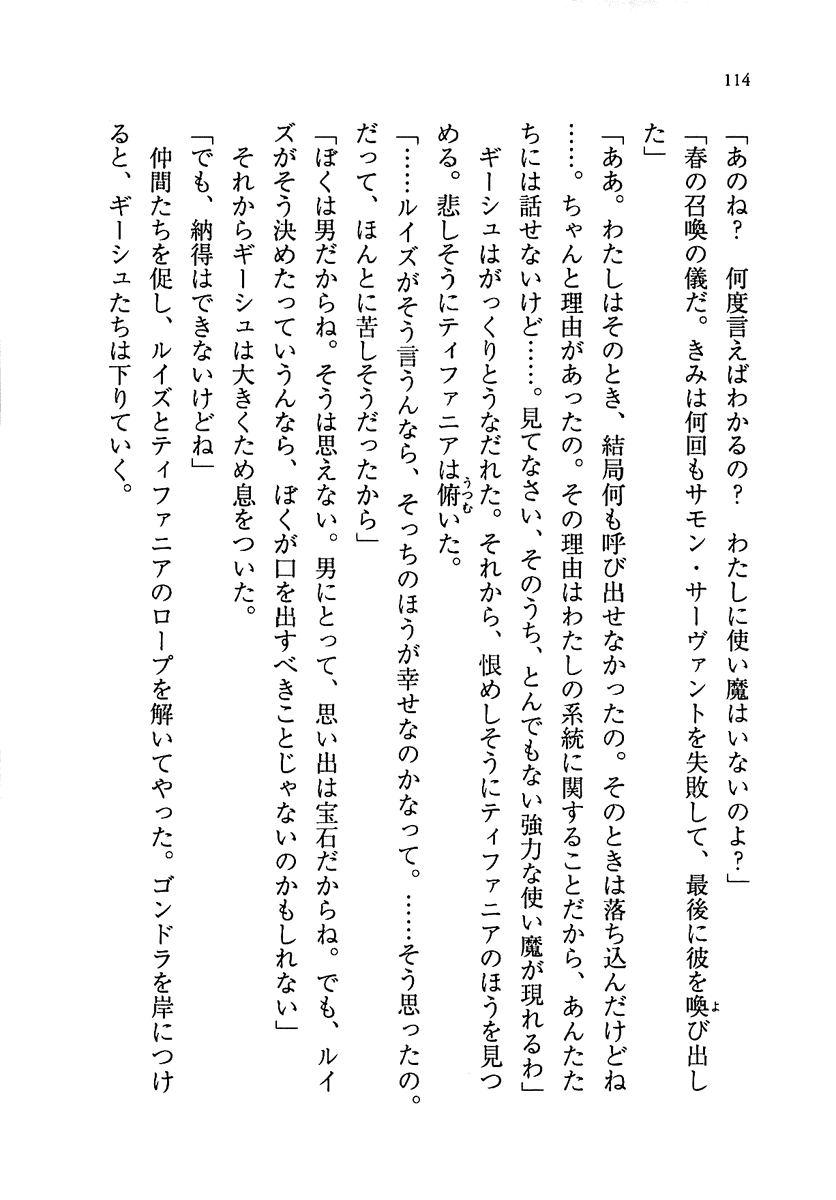 114
「あのね？　何度言えばわかるの？　わたしに使い魔はいないのよ？」
「春の召喚の儀だ。きみは何回もサモン・サーヴァントを失敗して、最後に彼を喚び出し
た」
「ああ。わたしはそのとき、結局何も呼び出せなかったの。そのときは落ち込んだけどね
……。ちゃんと理由があったの。その理由はわたしの系統に関することだから、あんたた
ちには話せないけど……。見てなさい、そのうち、とんでもない強力な使い魔が現れるわ」
　ギーシュはがっくりとうなだれた。それから、恨めしそうにティファニアのほうを見つ
める。悲しそうにティファニアは俯いた。
「……ルイズがそう言うんなら、そっちのほうが幸せなのかなって。……そう思ったの。
だって、ほんとに苦しそうだったから」
「ぼくは男だからね。そうは思えない。男にとって、思い出は宝石だからね。でも、ルイ
ズがそう決めたっていうんなら、ぼくが口を出すべきことじゃないのかもしれない」
　それからギーシュは大きくため息をついた。
「でも、納得はできないけどね」
　仲間たちを促し、ルイズとティファニアのロープを解いてやった。ゴンドラを岸につけ
ると、ギーシュたちは下りていく。